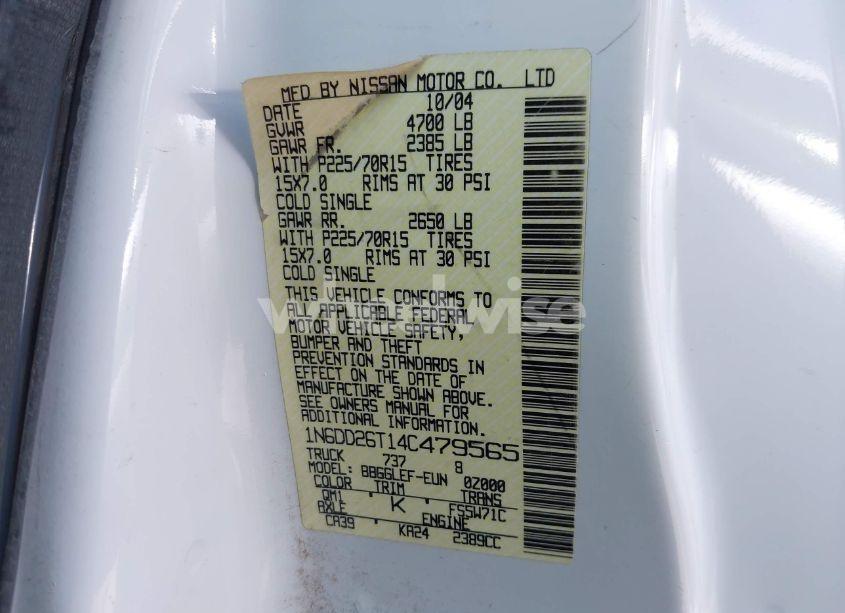 MFD BY NISSAN MOTOR CO. LTD
DATE 10/04
GVWR 4700 LB
GAWR FR. 2385 LB
WITH P225/70R15 TIRES
15X7.0 RIMS AT 30 PSI
COLD SINGLE
GAWR RR. 2650 LB
WITH P225/70R15 TIRES
15X7.0 RIMS AT 30 PSI
COLD SINGLE
THIS VEHICLE CONFORMS TO
ALL APPLICABLE FEDERAL
MOTOR VEHICLE SAFETY,
BUMPER AND THEFT
PREVENTION STANDARDS IN
EFFECT ON THE DATE OF
MANUFACTURE SHOWN ABOVE.
SEE OWNERS MANUAL FOR
ADDITIONAL INFORMATION.
1N6DD26T14C479565
TRUCK 737 8
MODEL: BBGGLEF-EUN 0Z000
COLOR TRIM TRANS
QM1 K FS5W71C
AXLE ENGINE
CA39 KA24 2389CC
wheelwise